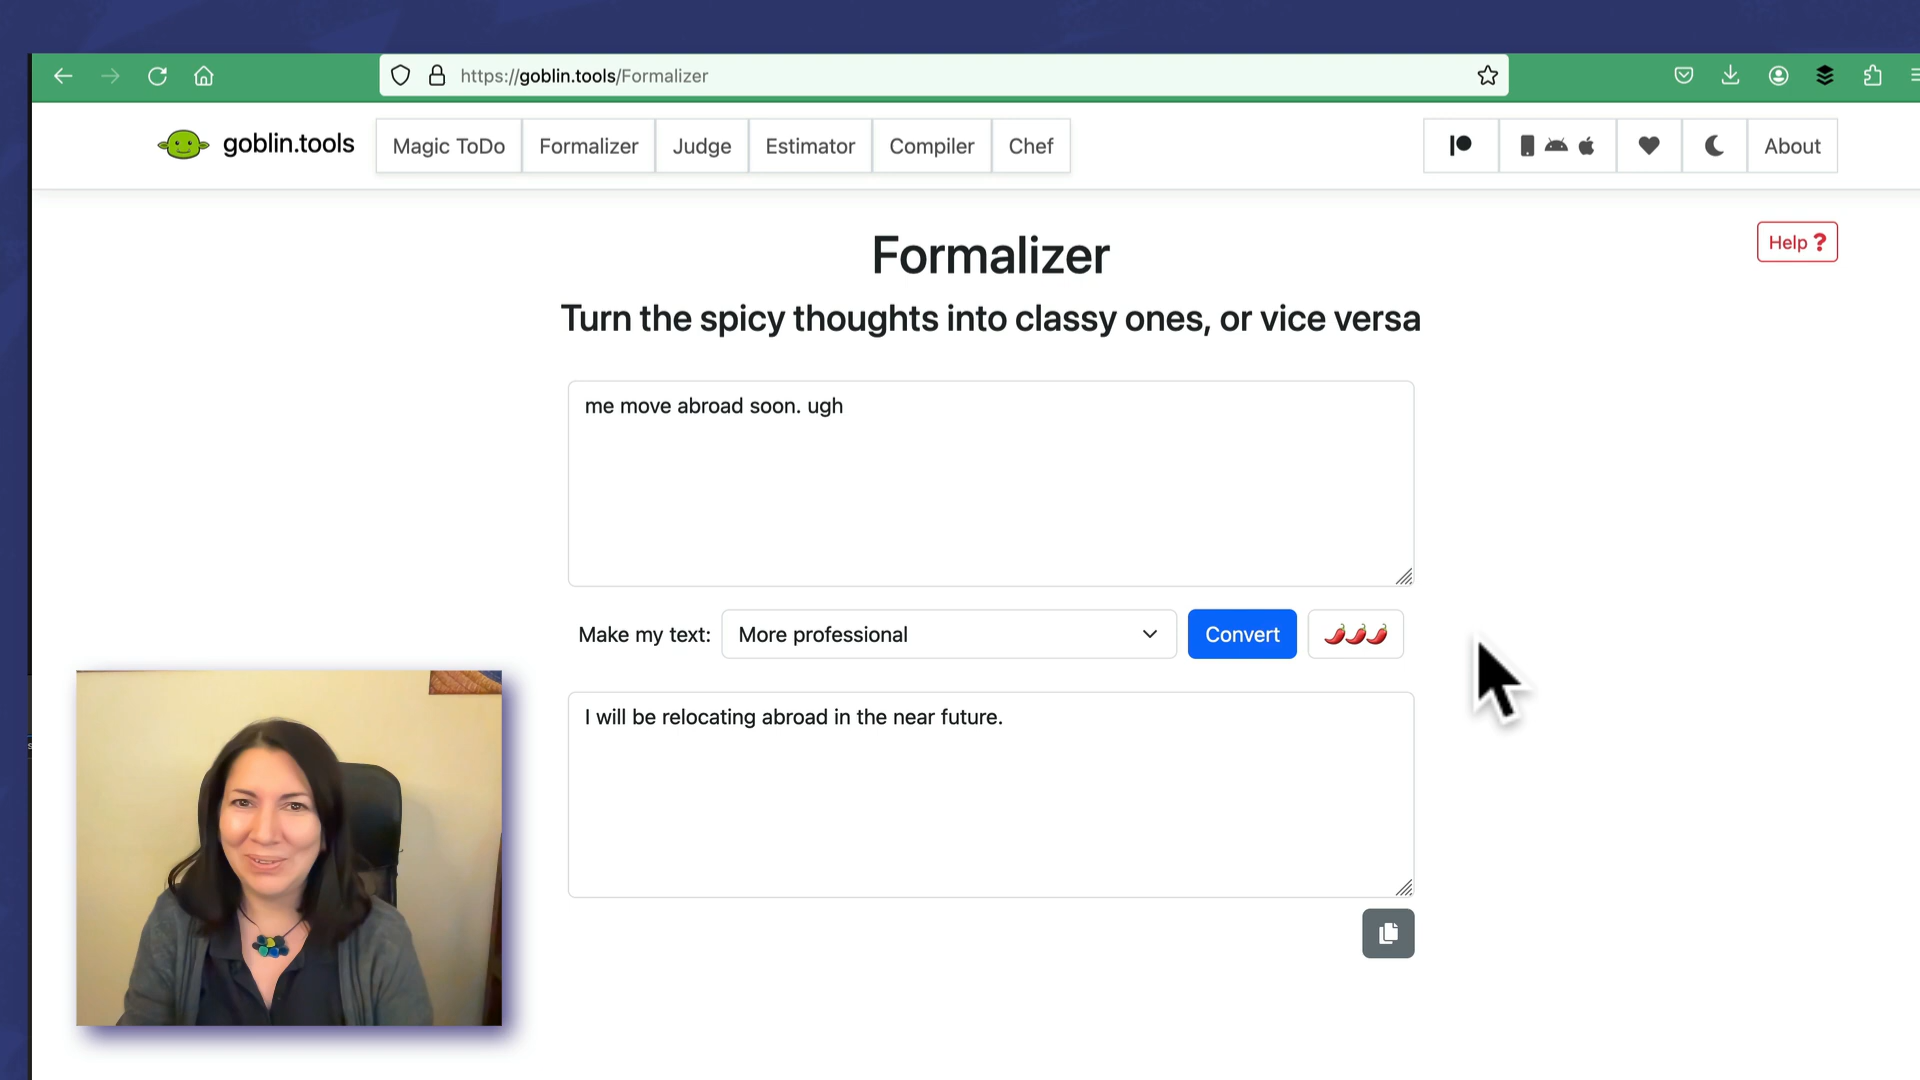 https://goblin.tools/Formalizer
goblin.tools
Magic ToDo
Formalizer
Judge
Estimator
Compiler
Chef
About
Help ?
Formalizer
Turn the spicy thoughts into classy ones, or vice versa
me move abroad soon. ugh
Make my text:
More professional
Convert
I will be relocating abroad in the near future.